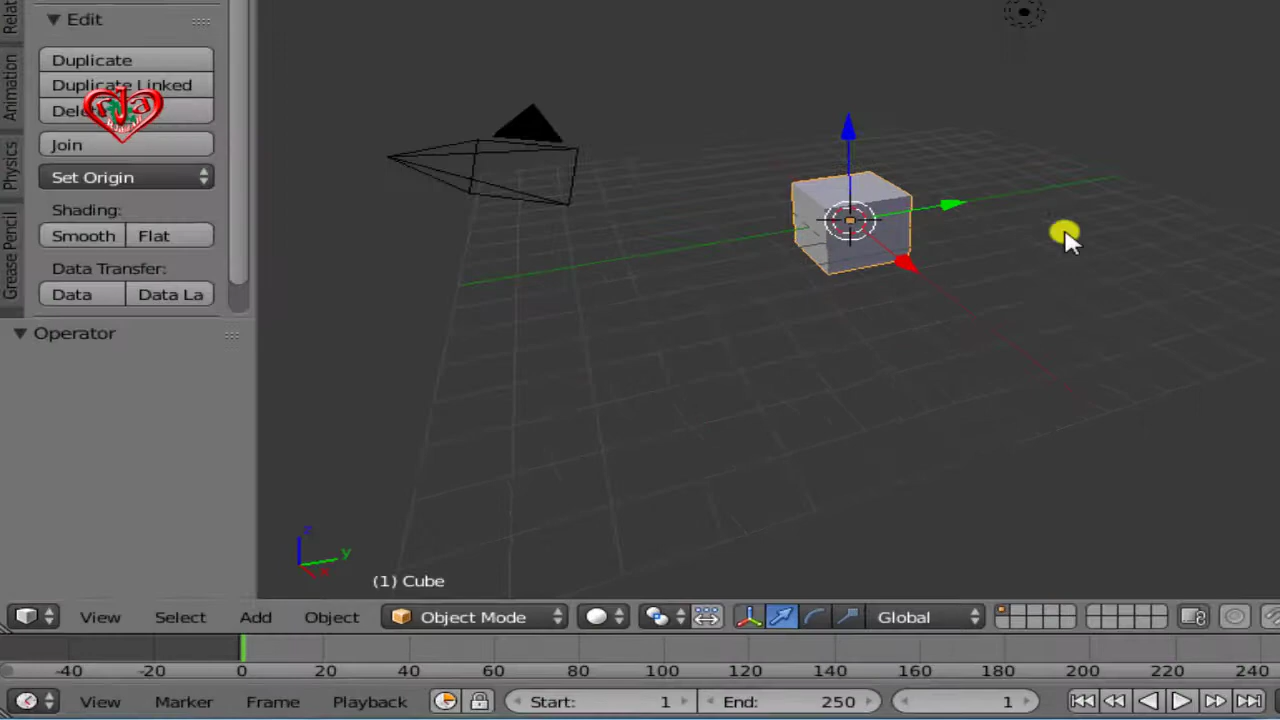 Relat
Edit
Duplicate
Animation
Duplicate Linked
Join
Physics
Set Origin
Shading:
Smooth Flat
Grease Pencil
Data Transfer:
Data Data La
Operator
z
y
x
(1) Cube
View Select Add Object Object Mode Global
-40 -20 0 20 40 60 80 100 120 140 160 180 200 220 240
View Marker Frame Playback Start: 1 End: 250 1